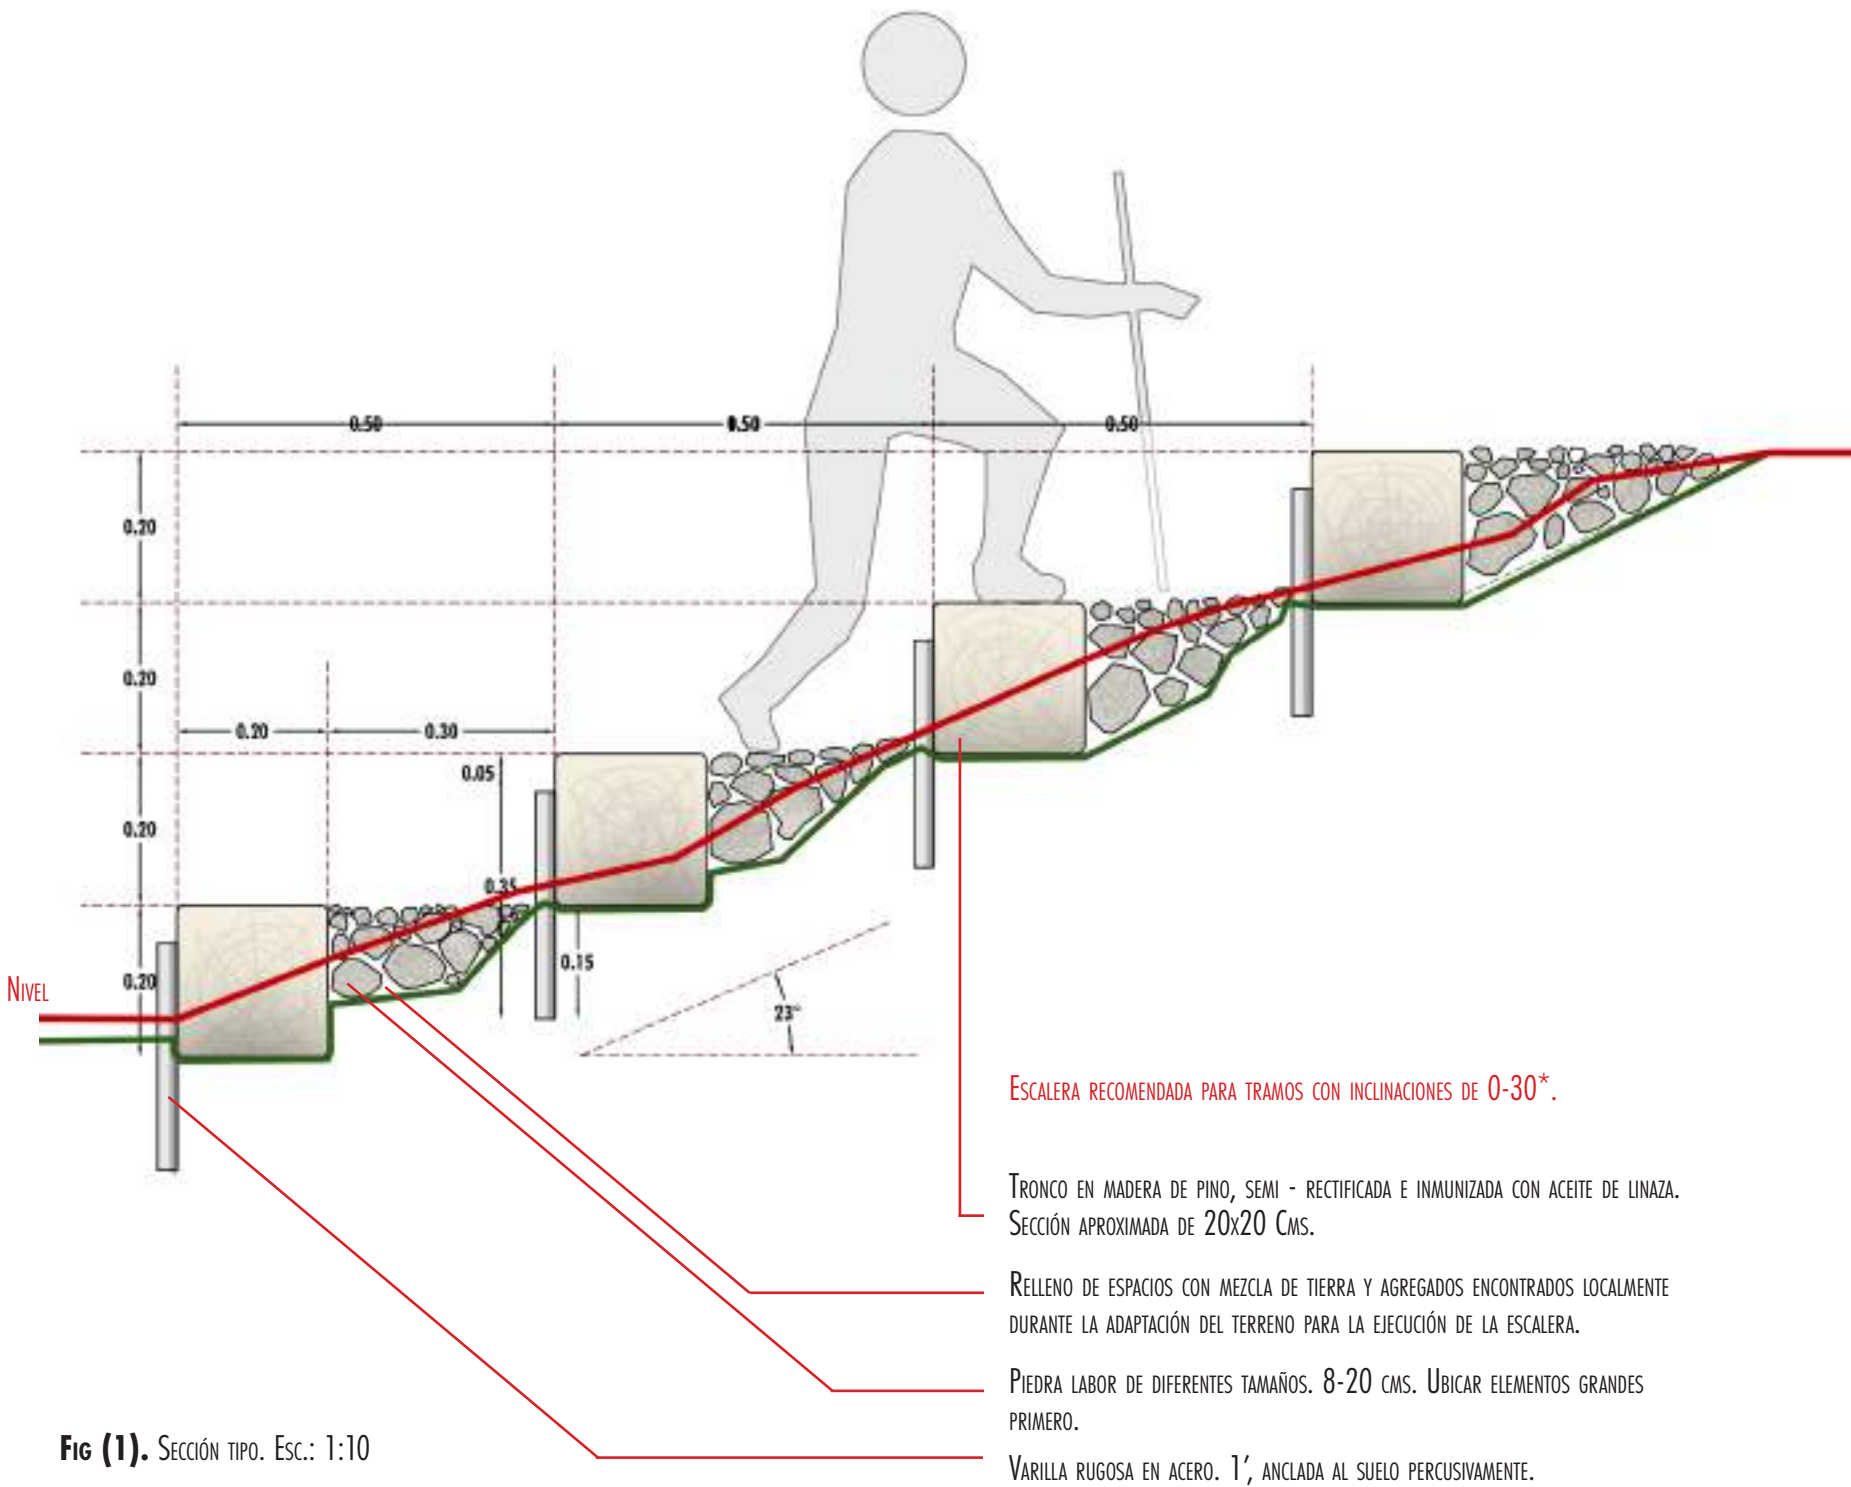 0.50
0.50
0.50
0.20
0.20
0.20
0.30
0.05
0.20
0.35
0.15
0.20
NIVEL
23°
ESCALERA RECOMENDADA PARA TRAMOS CON INCLINACIONES DE 0-30*.
TRONCO EN MADERA DE PINO, SEMI - RECTIFICADA E INMUNIZADA CON ACEITE DE LINAZA.
SECCIÓN APROXIMADA DE 20X20 CMS.
RELLENO DE ESPACIOS CON MEZCLA DE TIERRA Y AGREGADOS ENCONTRADOS LOCALMENTE
DURANTE LA ADAPTACIÓN DEL TERRENO PARA LA EJECUCIÓN DE LA ESCALERA.
PIEDRA LABOR DE DIFERENTES TAMAÑOS. 8-20 CMS. UBICAR ELEMENTOS GRANDES
PRIMERO.
VARILLA RUGOSA EN ACERO. 1', ANCLADA AL SUELO PERCUSIVAMENTE.
FIG (1). SECCIÓN TIPO. ESC.: 1:10